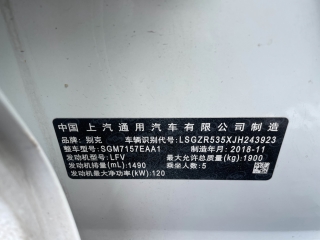 中国 上汽通用汽车有限公司制造
品牌：别克 车辆识别代号：LSGZR535XJH243923
整车型号：SGM7157EAA1 制造年月：2018-11
发动机型号：LFV 最大允许总质量(kg)：1900
发动机排量(mL)：1490 乘坐人数：5
发动机最大净功率(kW)：120